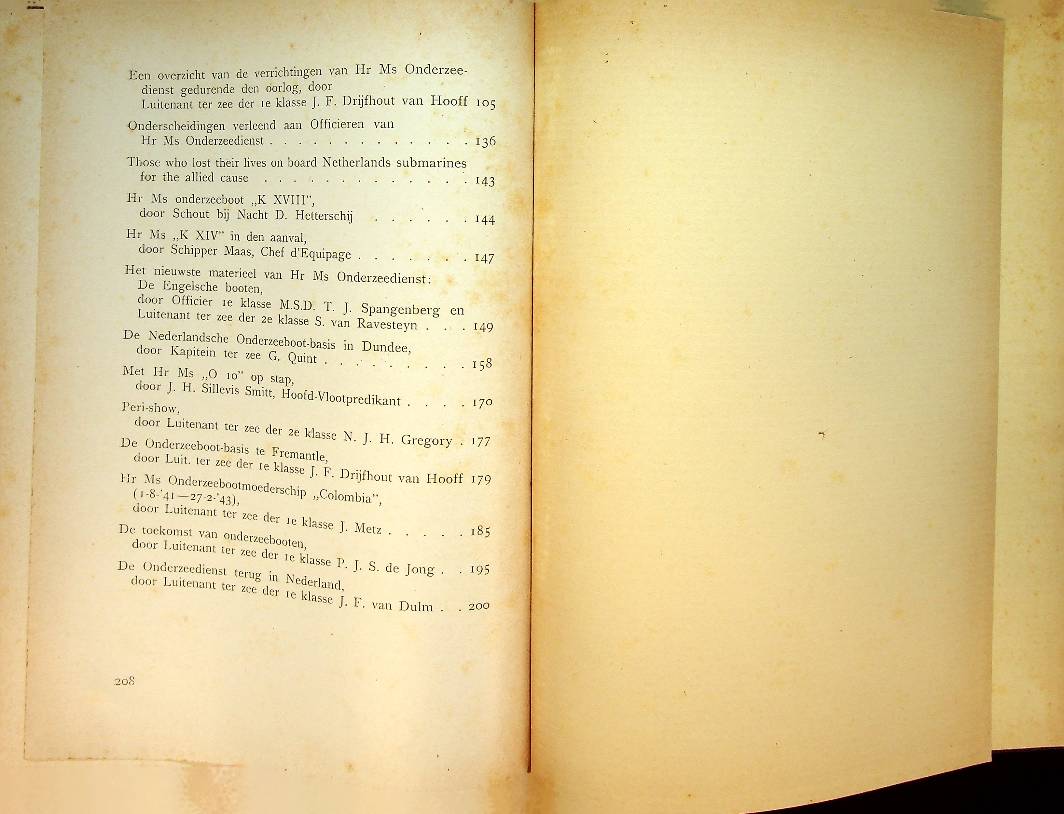 Een overzicht van de verrichtingen van Hr Ms Onderzee-
dienst gedurende den oorlog, door
Luitenant ter zee der 1e klasse J. F. Drijfhout van Hooff 105
Onderscheidingen verleend aan Officieren van
Hr Ms Onderzeedienst . . . . . . . . . . . . . 136
Those who lost their lives on board Netherlands submarines
for the allied cause . . . . . . . . . . . . . 143
Hr Ms onderzeeboot „K XVIII”,
door Schout bij Nacht D. Hetterschij . . . . . 144
Hr Ms „K XIV” in den aanval,
door Schipper Maas, Chef d'Equipage . . . . . . . 147
Het nieuwste materieel van Hr Ms Onderzeedienst:
De Engelsche booten,
door Officier 1e klasse M.S.D. T. J. Spangenberg en
Luitenant ter zee der 2e klasse S. van Ravesteyn . . . 149
De Nederlandsche Onderzeeboot-basis in Dundee,
door Kapitein ter zee G. Quint . . . . . . . . . 158
Met Hr Ms „O 10” op stap,
door J. H. Sillevis Smitt, Hoofd-Vlootpredikant . . . . 170
Peri-show,
door Luitenant ter zee der 2e klasse N. J. H. Gregory . 177
De Onderzeeboot-basis te Fremantle,
door Luit. ter zee der 1e klasse J. F. Drijfhout van Hooff 179
Hr Ms Onderzeebootmoederschip „Colombia”,
(1-8-'41—27-2-'43),
door Luitenant ter zee der 1e klasse J. Metz . . . . . 185
De toekomst van onderzeebooten,
door Luitenant ter zee der 1e klasse P. J. S. de Jong . . 195
De Onderzeedienst terug in Nederland,
door Luitenant ter zee der 1e klasse J. F. van Dulm . . 200
208